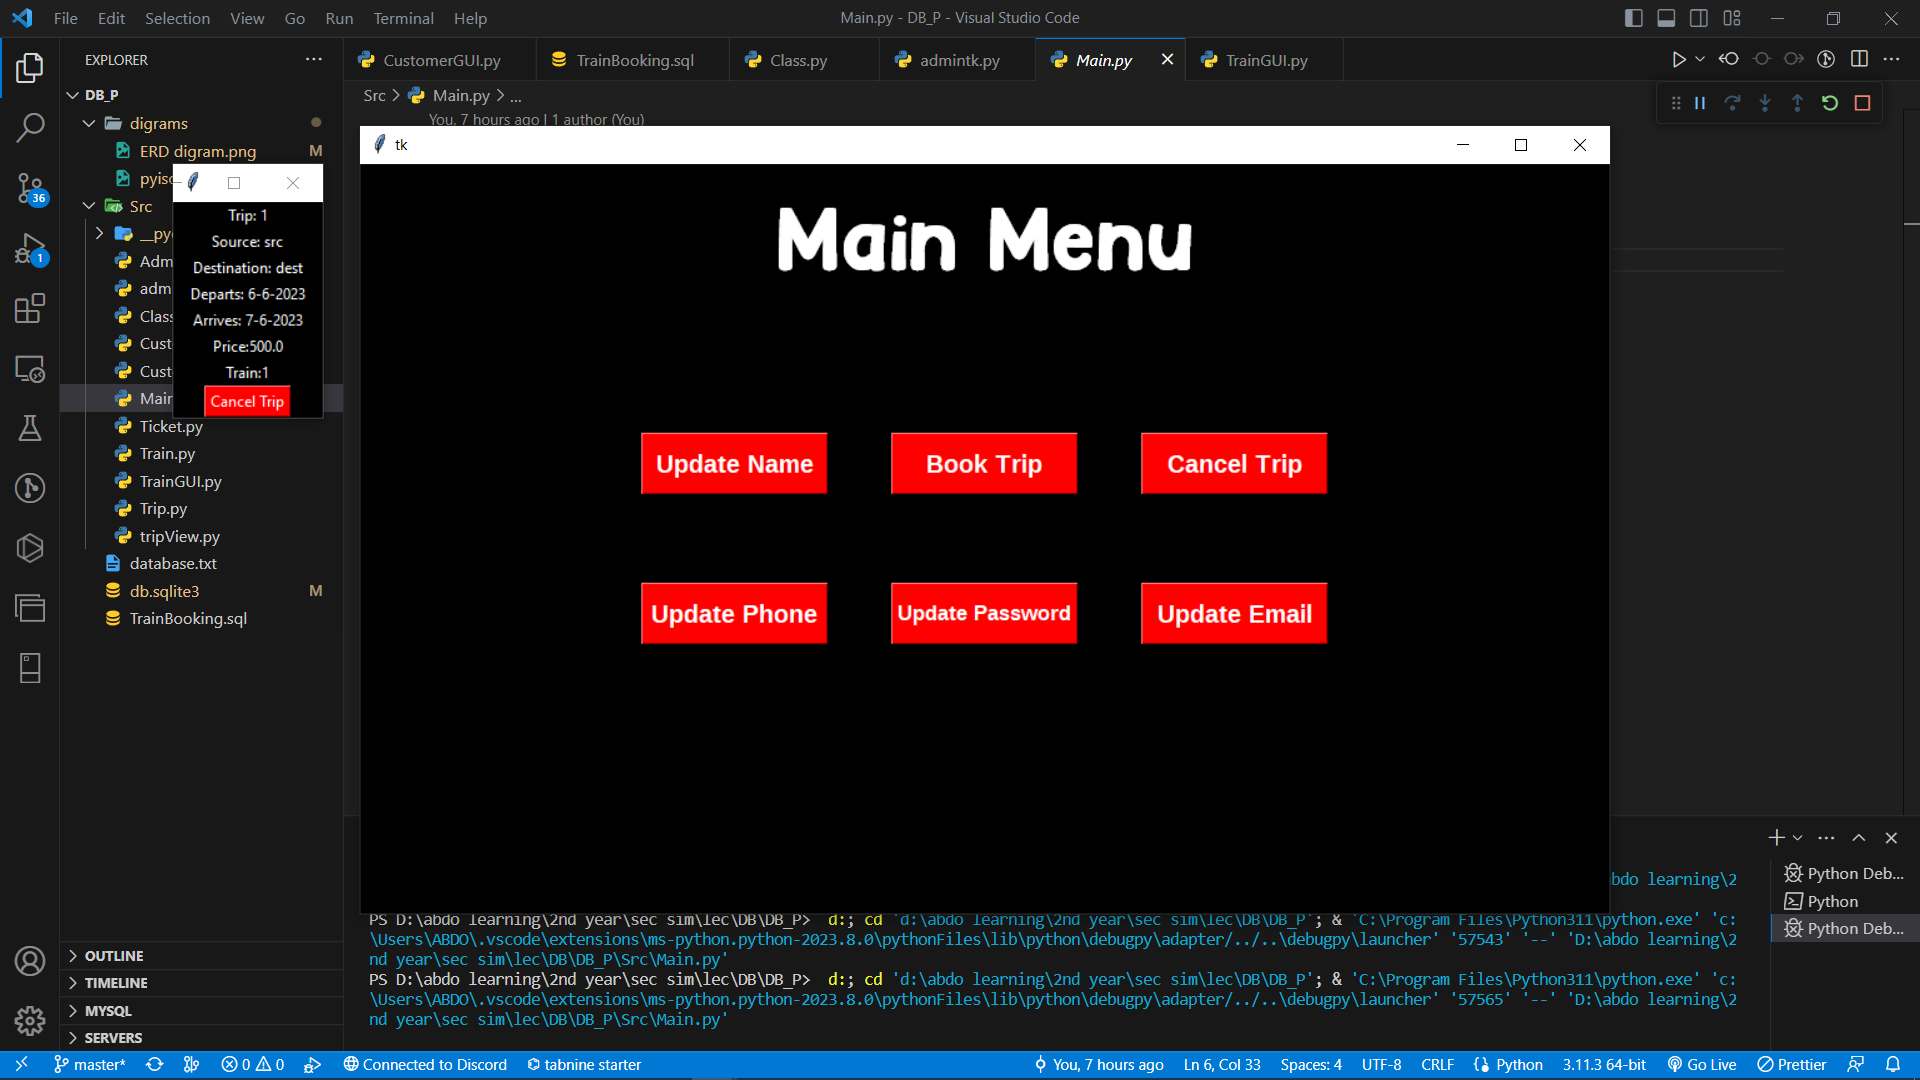 File Edit Selection View Go Run Terminal Help
Main.py - DB_P - Visual Studio Code
EXPLORER
CustomerGUI.py
TrainBooking.sql
Class.py
admintk.py
Main.py
TrainGUI.py
Src > Main.py > ...
You, 7 hours ago | 1 author (You)
DB_P
digrams
ERD digram.png M
Src
Ticket.py
Train.py
TrainGUI.py
Trip.py
tripView.py
database.txt
db.sqlite3 M
TrainBooking.sql
36
1
Trip: 1
Source: src
Destination: dest
Departs: 6-6-2023
Arrives: 7-6-2023
Price:500.0
Train:1
Cancel Trip
tk
Main Menu
Update Name
Book Trip
Cancel Trip
Update Phone
Update Password
Update Email
bdo learning\2
PS D:\abdo learning\2nd year\sec sim\lec\DB\DB_P> d:; cd 'd:\abdo learning\2nd year\sec sim\lec\DB\DB_P'; & 'C:\Program Files\Python311\python.exe' 'c:
\Users\ABDO\.vscode\extensions\ms-python.python-2023.8.0\pythonFiles\lib\python\debugpy\adapter/../..\debugpy\launcher' '57543' '--' 'D:\abdo learning\2
nd year\sec sim\lec\DB\DB_P\Src\Main.py'
PS D:\abdo learning\2nd year\sec sim\lec\DB\DB_P> d:; cd 'd:\abdo learning\2nd year\sec sim\lec\DB\DB_P'; & 'C:\Program Files\Python311\python.exe' 'c:
\Users\ABDO\.vscode\extensions\ms-python.python-2023.8.0\pythonFiles\lib\python\debugpy\adapter/../..\debugpy\launcher' '57565' '--' 'D:\abdo learning\2
nd year\sec sim\lec\DB\DB_P\Src\Main.py'
Python Deb...
Python
Python Deb...
OUTLINE
TIMELINE
MYSQL
SERVERS
master* 0 0 Connected to Discord tabnine starter You, 7 hours ago Ln 6, Col 33 Spaces: 4 UTF-8 CRLF Python 3.11.3 64-bit Go Live Prettier